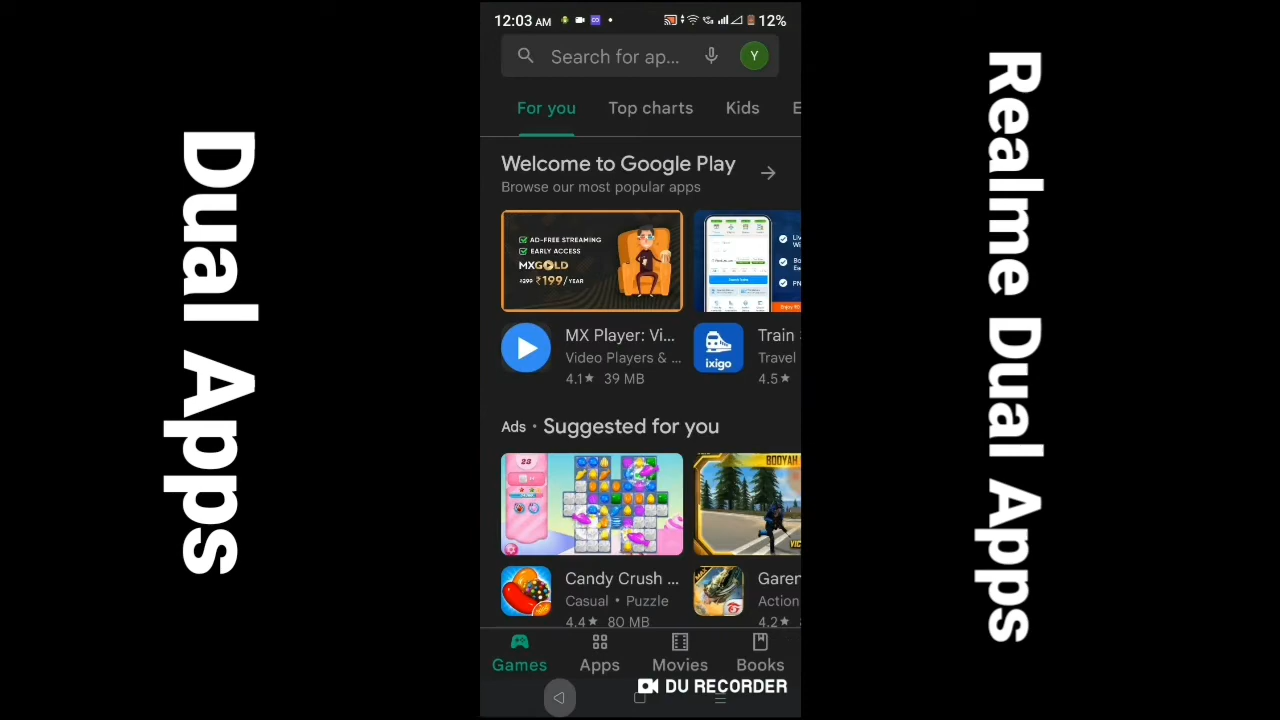 Dual Apps
12:03 AM
12%
Search for ap...
Y
For you Top charts Kids E
Welcome to Google Play
Browse our most popular apps
AD-FREE STREAMING
EARLY ACCESS
MXGOLD
₹299 ₹199/YEAR
MX Player: Vi...
Video Players & ...
4.1★ 39 MB
ixigo
Train
Travel
4.5★
Ads • Suggested for you
23
BOOYAH
Candy Crush ...
Casual • Puzzle
4.4★ 80 MB
Garen
Action
4.2★
Games Apps Movies Books
DU RECORDER
Realme Dual Apps